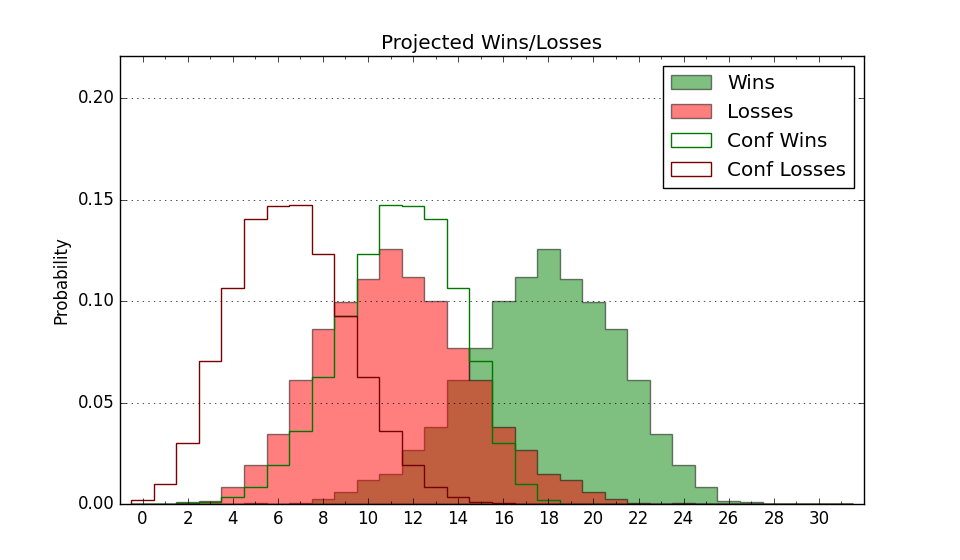 Projected Wins/Losses
Wins
Losses
Conf Wins
Conf Losses
Probability
0.20
0.15
0.10
0.05
0.00
0 2 4 6 8 10 12 14 16 18 20 22 24 26 28 30